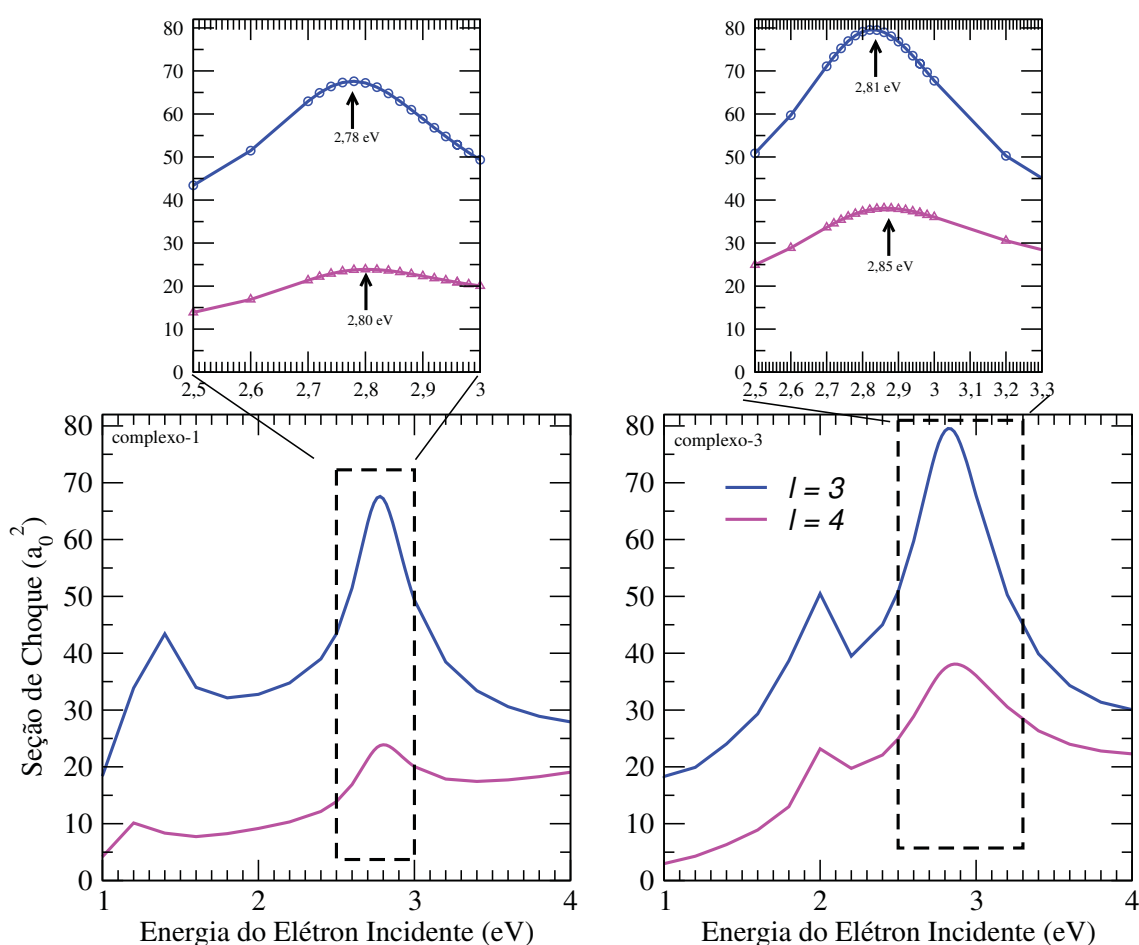 80
70
60
50
40
30
20
10
0
2,5 2,6 2,7 2,8 2,9 3
2,78 eV
2,80 eV
80
70
60
50
40
30
20
10
0
2,5 2,6 2,7 2,8 2,9 3 3,1 3,2 3,3
2,81 eV
2,85 eV
complexo-1
80
70
60
50
40
30
20
10
0
1 2 3 4
Seção de Choque (a₀²)
Energia do Elétron Incidente (eV)
complexo-3
l = 3
l = 4
80
70
60
50
40
30
20
10
0
1 2 3 4
Energia do Elétron Incidente (eV)